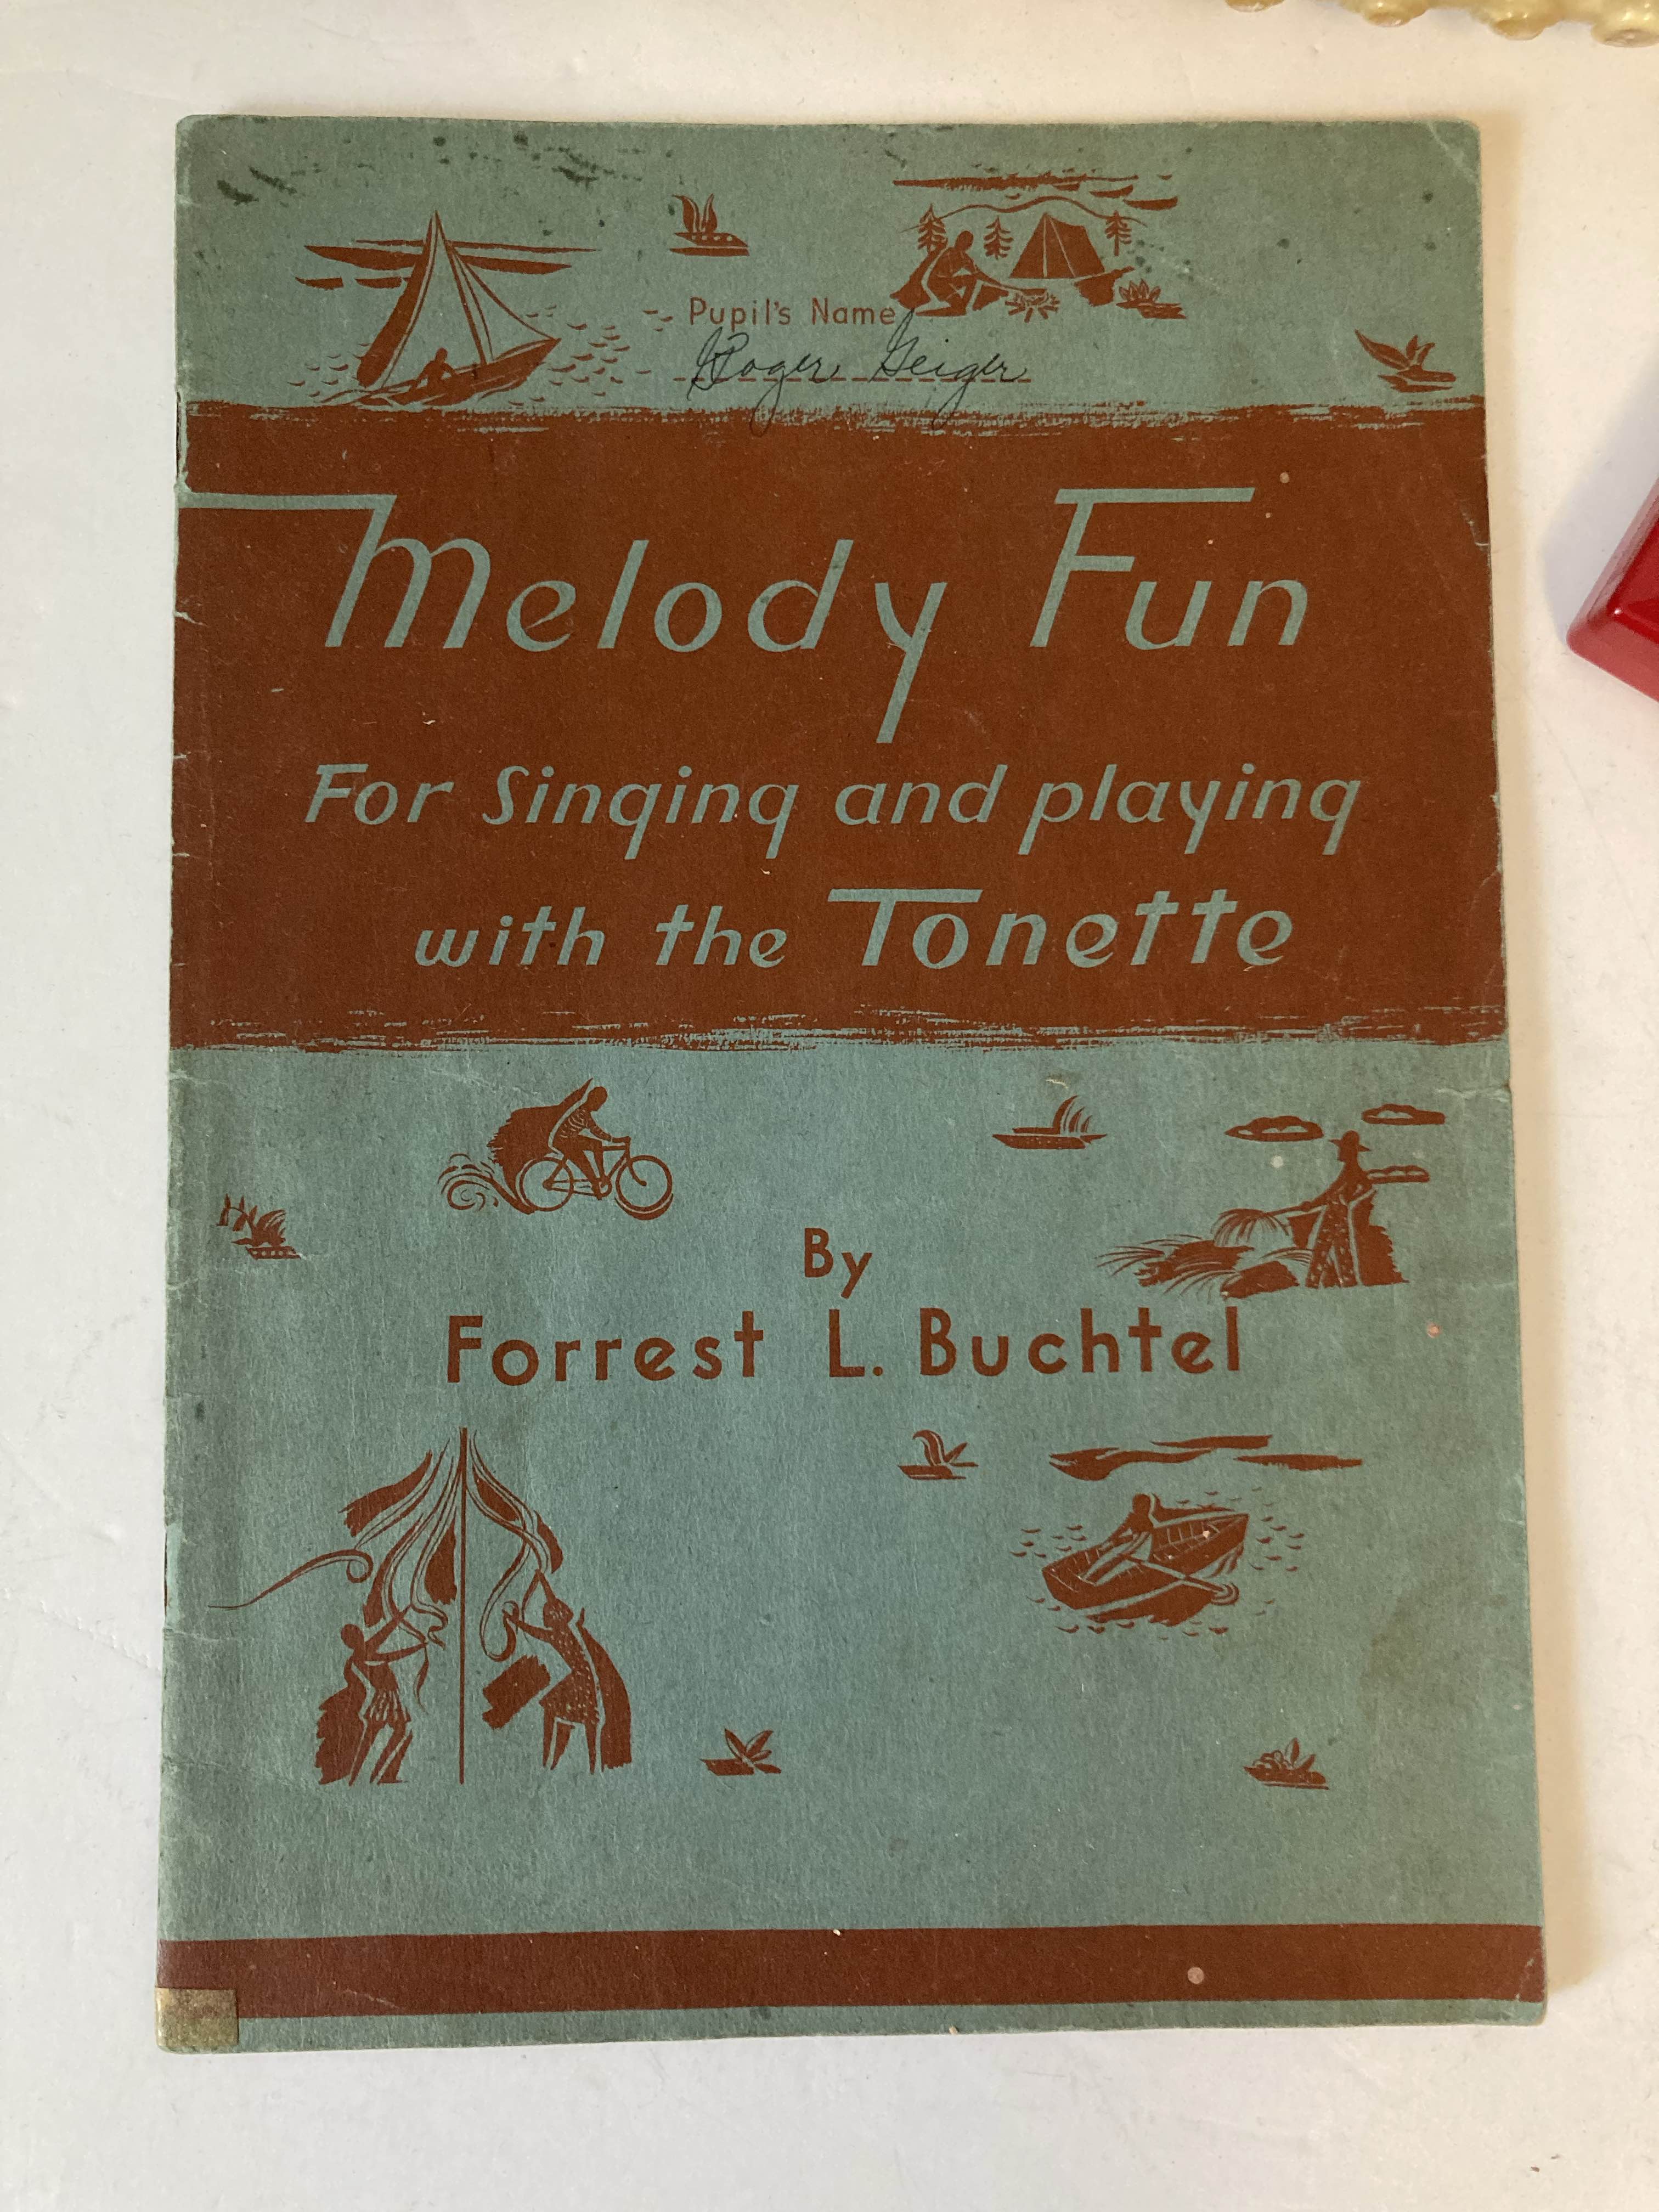 Pupil's Name
Roger Geiger
Melody Fun
For Singing and playing
with the Tonette
By
Forrest L. Buchtel